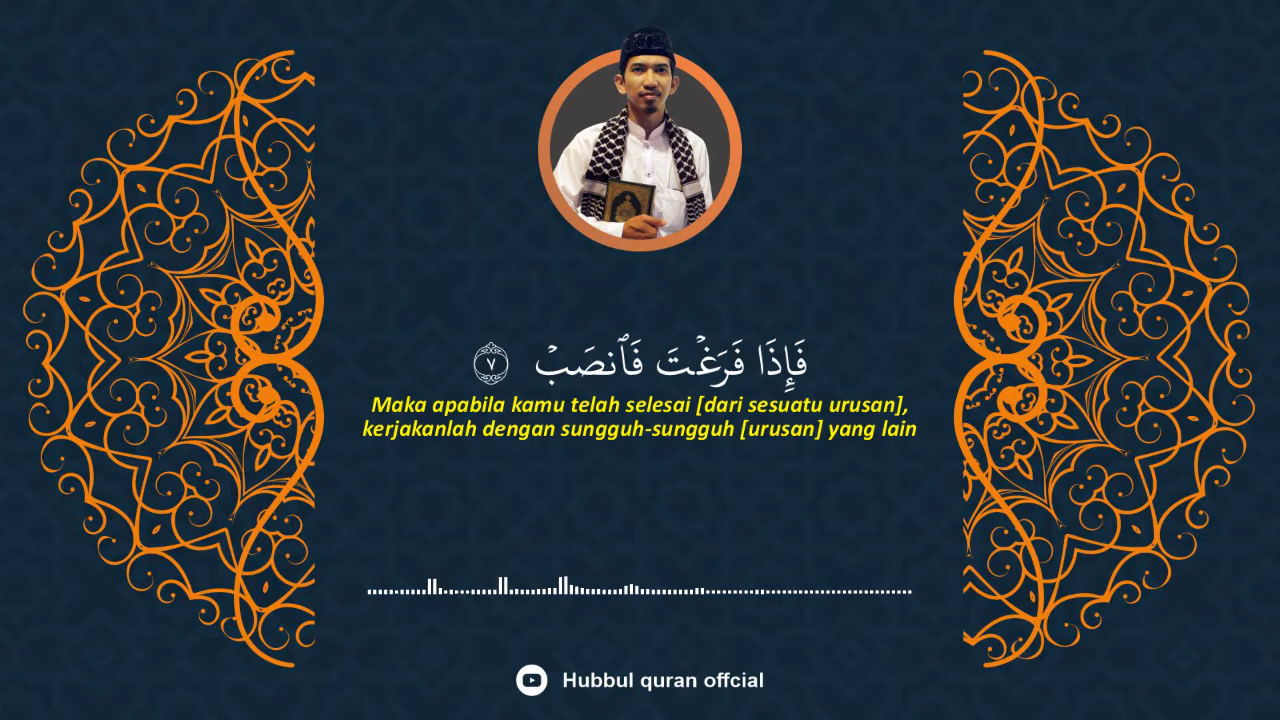 فَإِذَا فَرَغۡتَ فَٱنصَبۡ ٧
Maka apabila kamu telah selesai [dari sesuatu urusan],
kerjakanlah dengan sungguh-sungguh [urusan] yang lain
Hubbul quran offcial